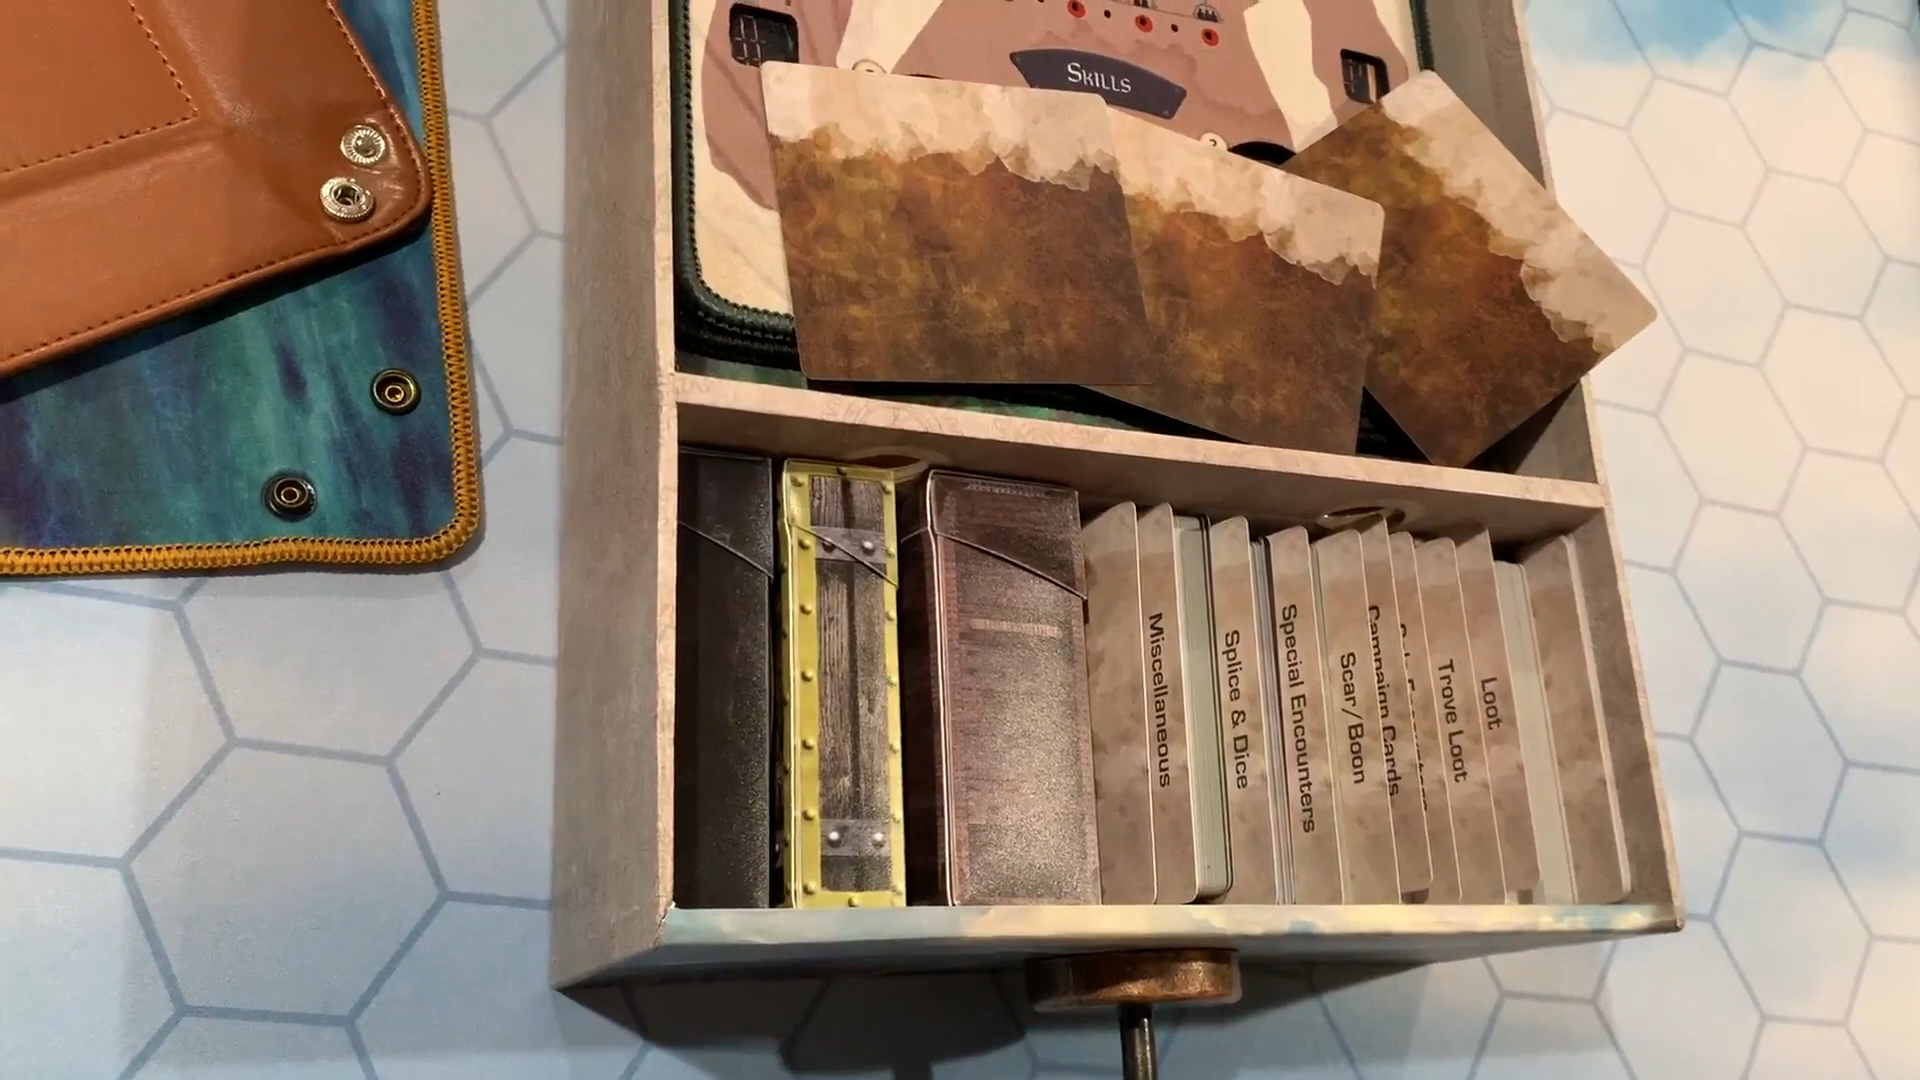 SKILLS
Miscellaneous
Splice & Dice
Special Encounters
Scar/Boon
Campaign Cards
Trove Loot
Loot